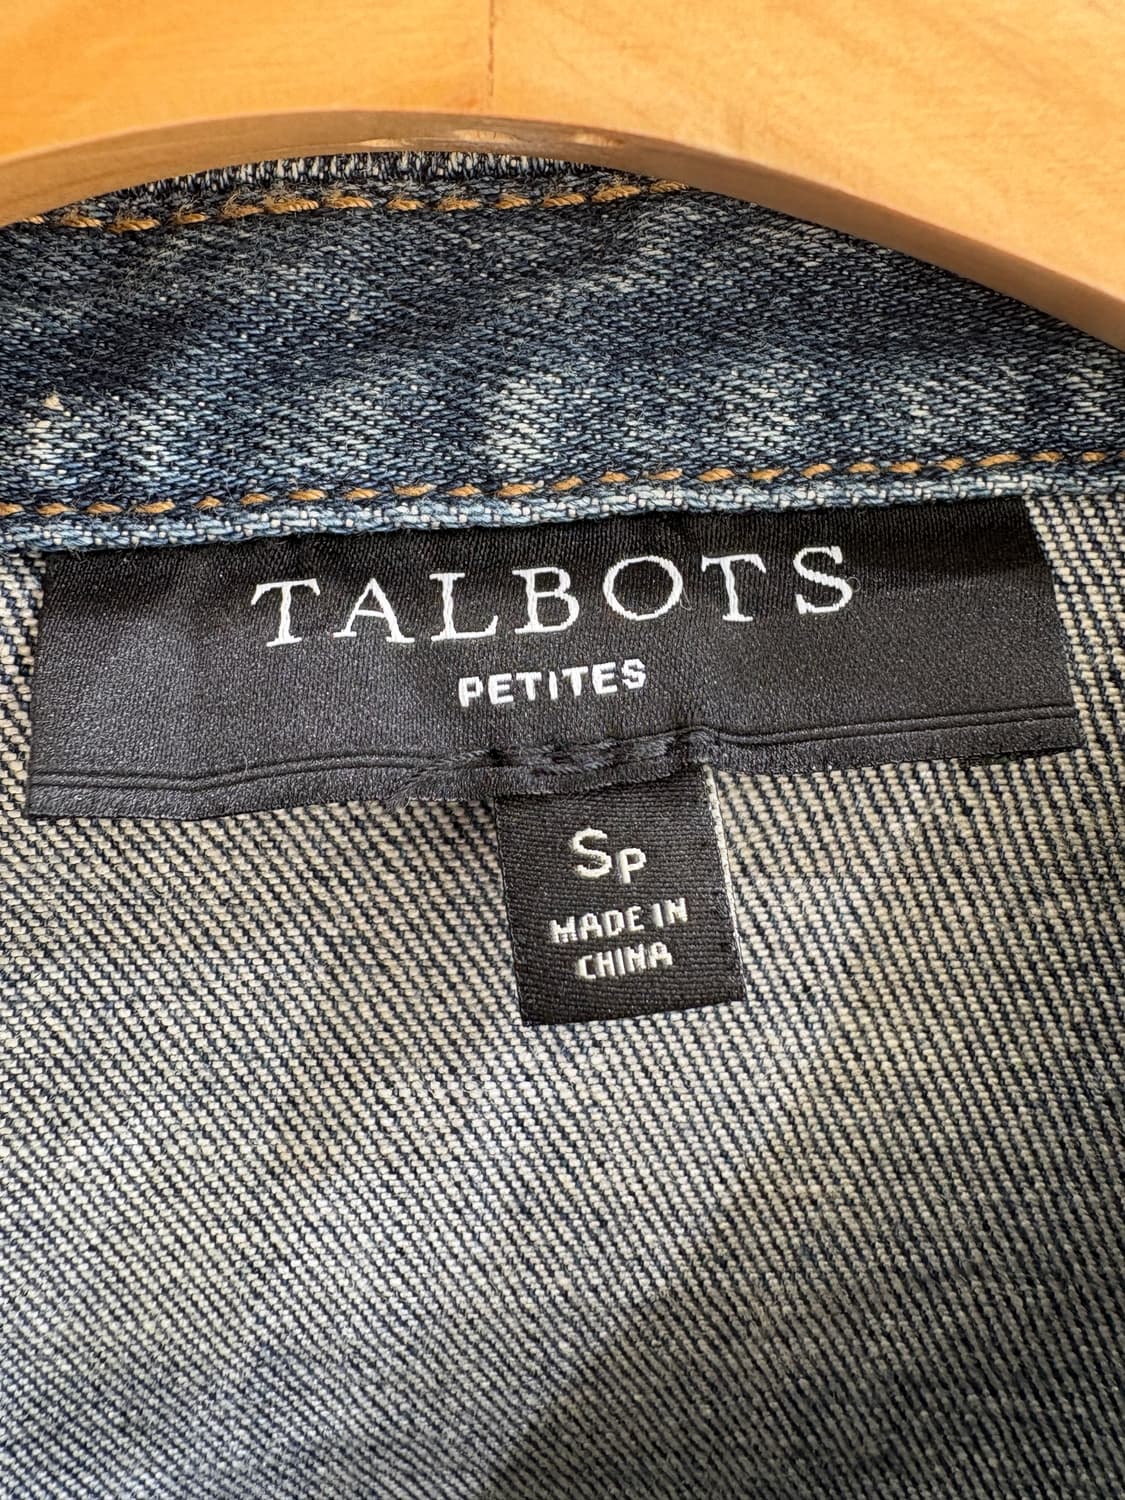 TALBOTS
PETITES
SP
MADE IN
CHINA